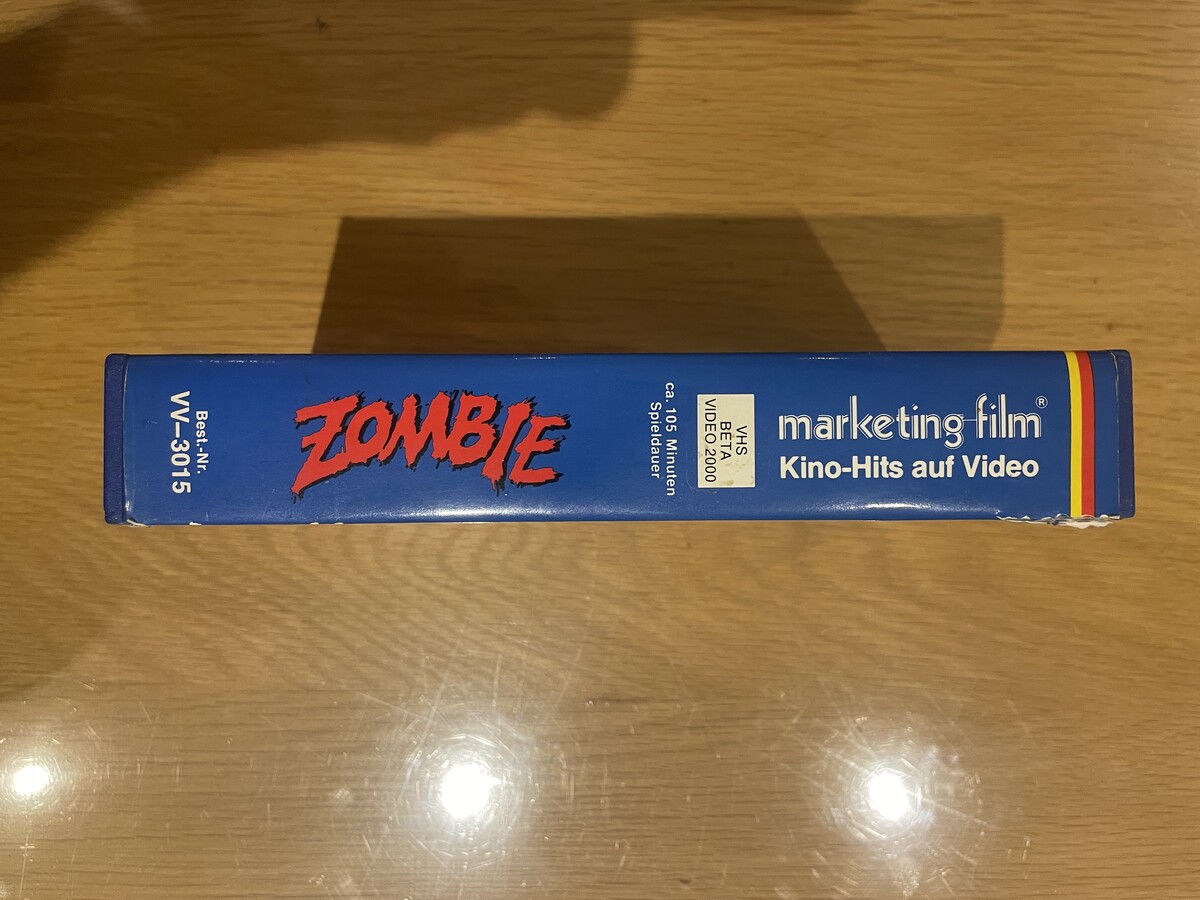 Best.-Nr.
VV—3015
ZOMBIE
ca. 105 Minuten
Spieldauer
VHS
BETA
VIDEO 2000
marketing-film®
Kino-Hits auf Video